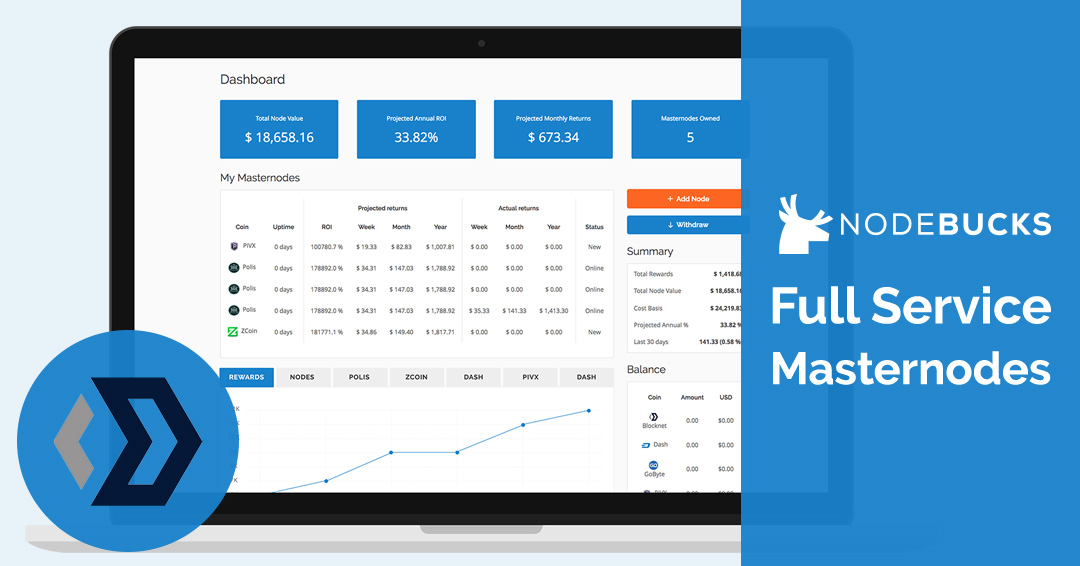 Dashboard
Total Node Value
$ 18,658.16
Projected Annual ROI
33.82%
Projected Monthly Returns
$ 673.34
Masternodes Owned
5
My Masternodes
Projected returns Actual returns
Coin Uptime ROI Week Month Year Week Month Year Status
PIVX 0 days 100780.7 % $ 19.33 $ 82.83 $ 1,007.81 $ 0.00 $ 0.00 $ 0.00 New
Polis 0 days 178892.0 % $ 34.31 $ 147.03 $ 1,788.92 $ 0.00 $ 0.00 $ 0.00 Online
Polis 0 days 178892.0 % $ 34.31 $ 147.03 $ 1,788.92 $ 0.00 $ 0.00 $ 0.00 Online
Polis 0 days 178892.0 % $ 34.31 $ 147.03 $ 1,788.92 $ 35.33 $ 141.33 $ 1,413.30 Online
ZCoin 0 days 181771.1 % $ 34.86 $ 149.40 $ 1,817.71 $ 0.00 $ 0.00 $ 0.00 New
+ Add Node
↓ Withdraw
Summary
Total Rewards $ 1,418.68
Total Node Value $ 18,658.16
Cost Basis $ 24,219.83
Projected Annual % 33.82 %
Last 30 days 141.33 (0.58 %)
REWARDS NODES POLIS ZCOIN DASH PIVX DASH
Balance
Coin Amount USD
Blocknet 0.00 $0.00
Dash 0.00 $0.00
GoByte 0.00 $0.00
NODEBUCKS
Full Service
Masternodes